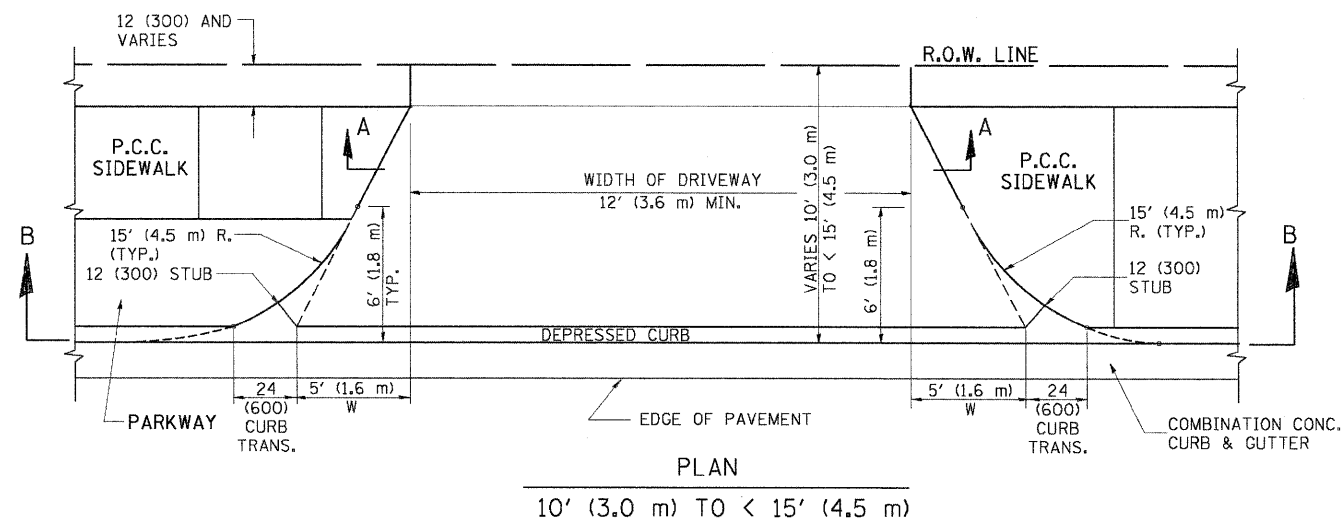 12 (300) AND
VARIES
R.O.W. LINE
A
A
P.C.C.
SIDEWALK
P.C.C.
SIDEWALK
WIDTH OF DRIVEWAY
12' (3.6 m) MIN.
VARIES 10' (3.0 m)
TO < 15' (4.5 m)
B
15' (4.5 m) R.
(TYP.)
12 (300) STUB
6' (1.8 m)
TYP.
6' (1.8 m)
15' (4.5 m)
R. (TYP.)
12 (300)
STUB
B
DEPRESSED CURB
24
(600)
CURB
TRANS.
5' (1.6 m)
W
5' (1.6 m)
W
24
(600)
CURB
TRANS.
PARKWAY
EDGE OF PAVEMENT
COMBINATION CONC.
CURB & GUTTER
PLAN
10' (3.0 m) TO < 15' (4.5 m)